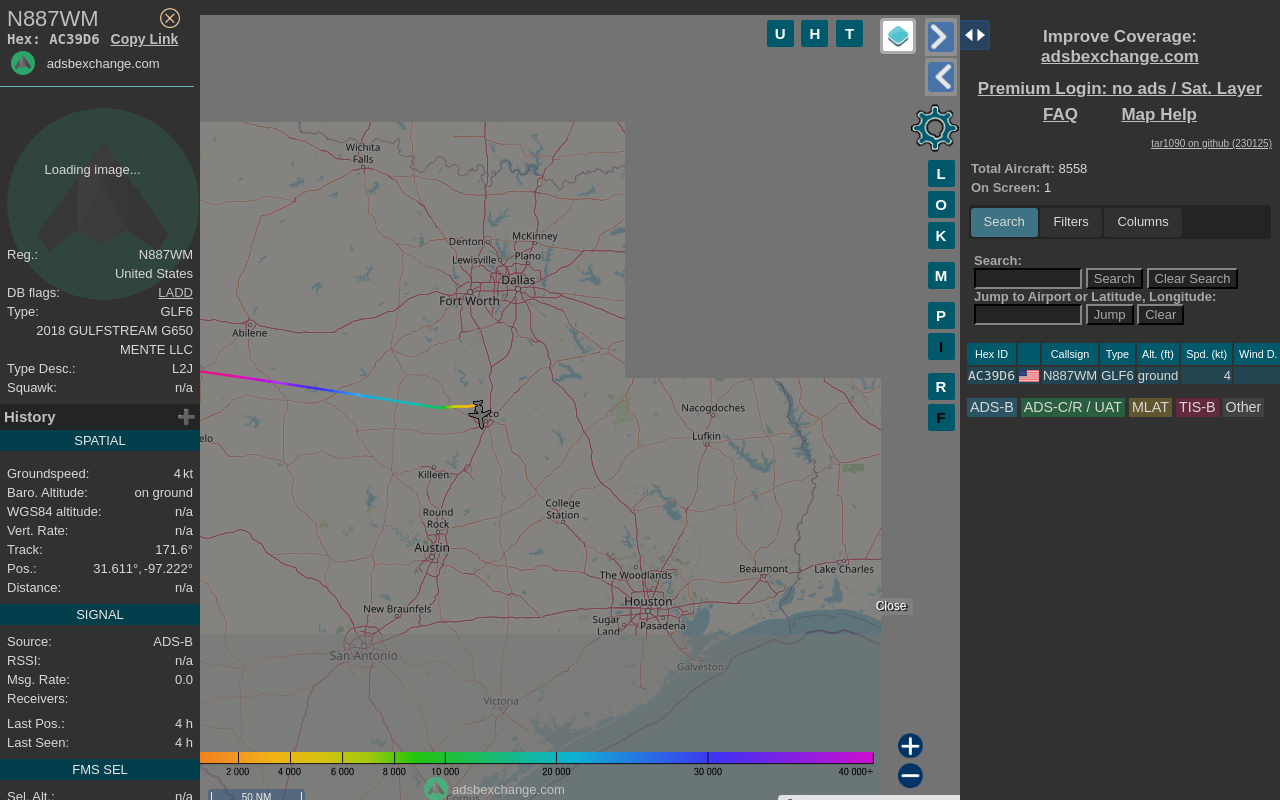 N887WM
Hex: AC39D6 Copy Link
adsbexchange.com
Loading image...
Reg.: N887WM
United States
DB flags: LADD
Type: GLF6
2018 GULFSTREAM G650
MENTE LLC
Type Desc.: L2J
Squawk: n/a
History
SPATIAL
Groundspeed: 4 kt
Baro. Altitude: on ground
WGS84 altitude: n/a
Vert. Rate: n/a
Track: 171.6°
Pos.: 31.611°, -97.222°
Distance: n/a
SIGNAL
Source: ADS-B
RSSI: n/a
Msg. Rate: 0.0
Receivers:
Last Pos.: 4 h
Last Seen: 4 h
FMS SEL
Sel. Alt.: n/a
U H T
L
O
K
M
P
I
R
F
Wichita
Falls
Denton
McKinney
Lewisville
Plano
Dallas
Fort Worth
Abilene
co
elo
Nacogdoches
Lufkin
Killeen
College
Station
Round
Rock
Austin
The Woodlands
Beaumont
Lake Charles
Houston
New Braunfels
Sugar
Land
Pasadena
San Antonio
Galveston
Victoria
Close
2 000 4 000 6 000 8 000 10 000 20 000 30 000 40 000+
adsbexchange.com
50 NM
Improve Coverage:
adsbexchange.com
Premium Login: no ads / Sat. Layer
FAQ Map Help
tar1090 on github (230125)
Total Aircraft: 8558
On Screen: 1
Search Filters Columns
Search:
Search Clear Search
Jump to Airport or Latitude, Longitude:
Jump Clear
Hex ID Callsign Type Alt. (ft) Spd. (kt) Wind D.
AC39D6 N887WM GLF6 ground 4
ADS-B ADS-C/R / UAT MLAT TIS-B Other